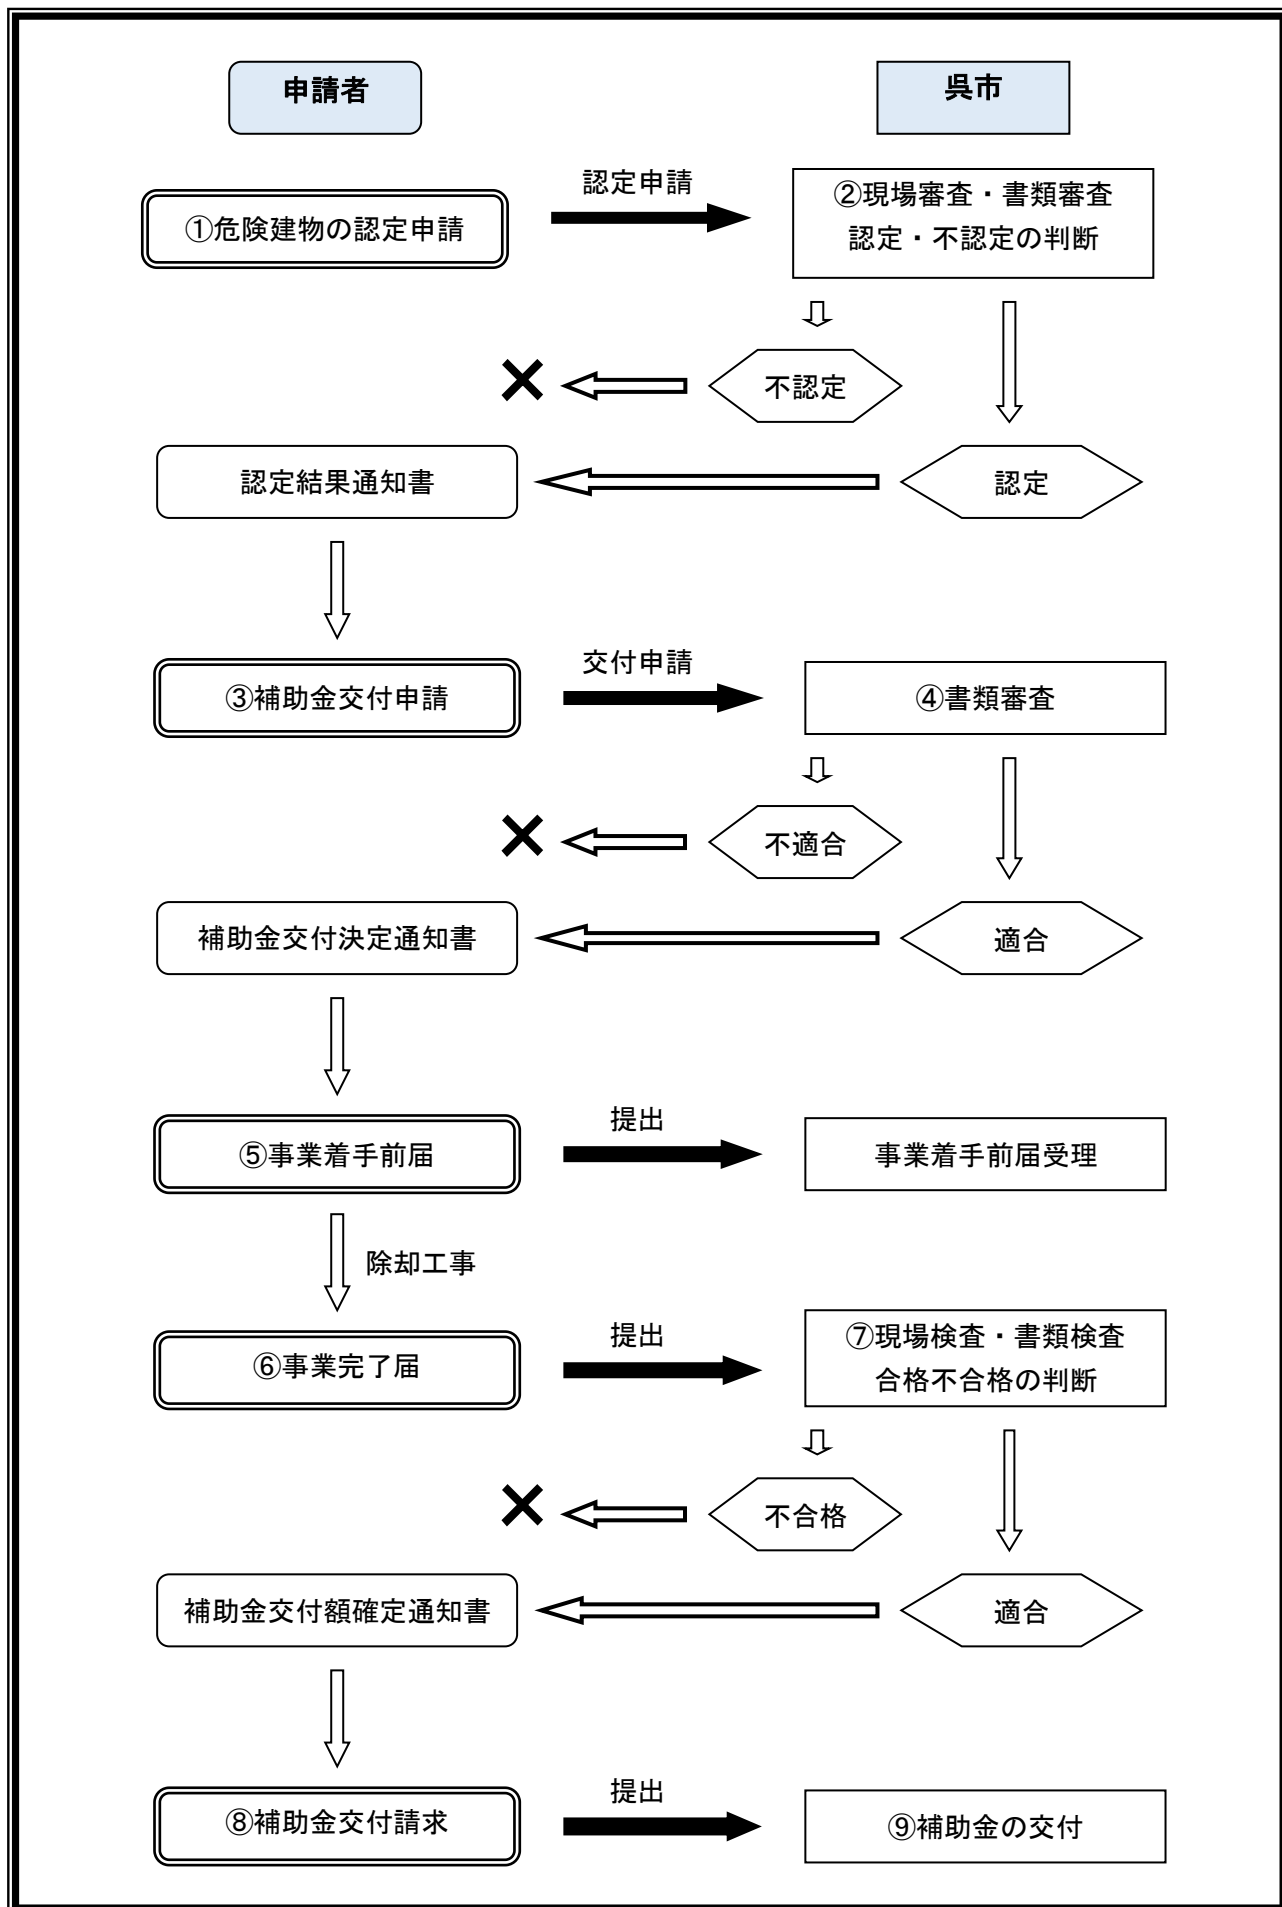 申請者
呉市
認定申請
①危険建物の認定申請
②現場審査・書類審査
認定・不認定の判断
不認定
認定結果通知書
認定
交付申請
③補助金交付申請
④書類審査
不適合
補助金交付決定通知書
適合
提出
⑤事業着手前届
事業着手前届受理
除却工事
提出
⑥事業完了届
⑦現場検査・書類検査
合格不合格の判断
不合格
補助金交付額確定通知書
適合
提出
⑧補助金交付請求
⑨補助金の交付